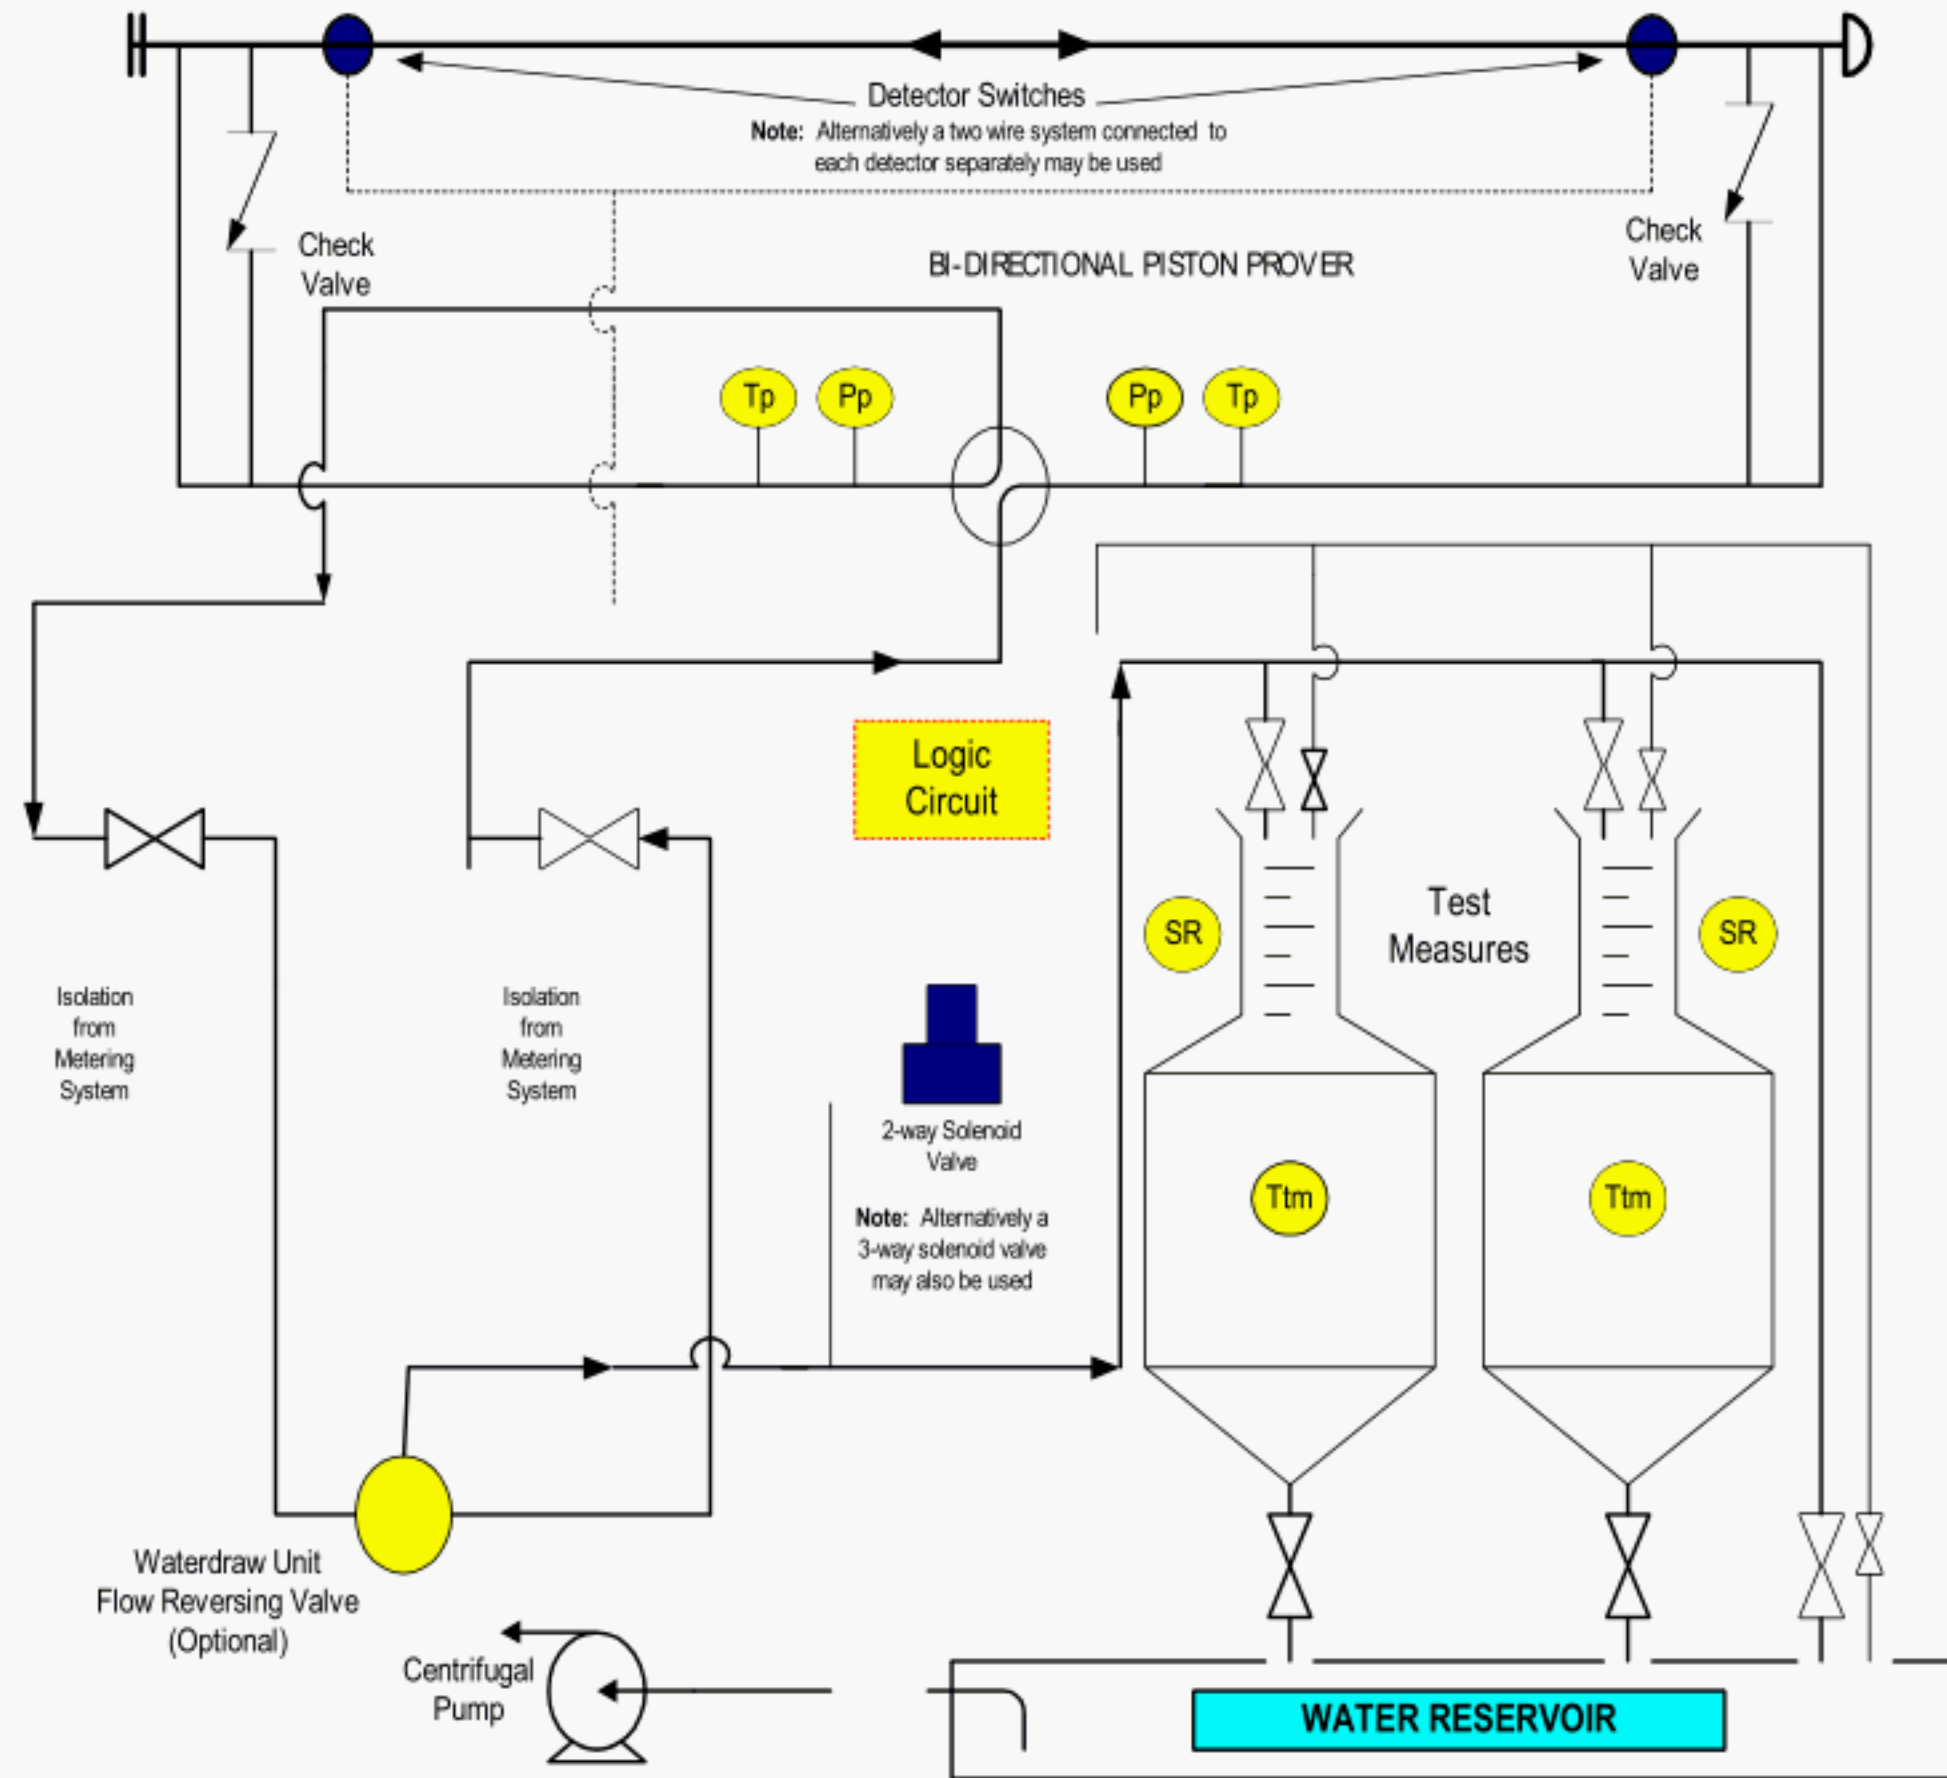 Detector Switches
Note: Alternatively a two wire system connected to
each detector separately may be used
Check
Valve
Check
Valve
BI-DIRECTIONAL PISTON PROVER
Tp
Pp
Pp
Tp
Logic
Circuit
SR
Test
Measures
SR
Isolation
from
Metering
System
Isolation
from
Metering
System
2-way Solenoid
Valve
Note: Alternatively a
3-way solenoid valve
may also be used
Ttm
Ttm
Waterdraw Unit
Flow Reversing Valve
(Optional)
Centrifugal
Pump
WATER RESERVOIR